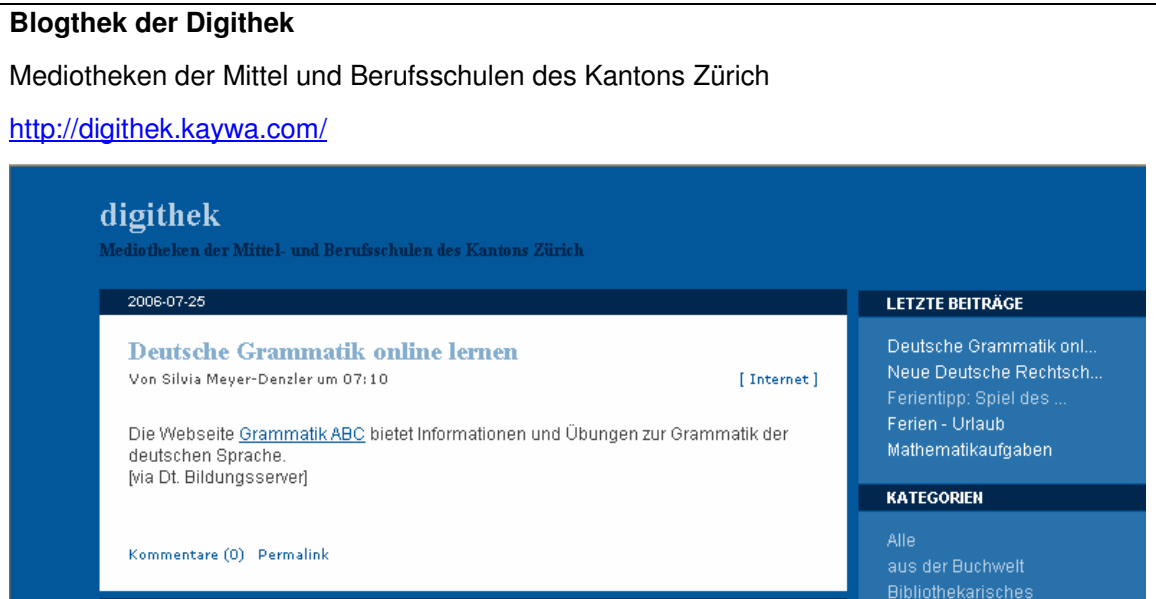 Blogthek der Digithek
Mediotheken der Mittel und Berufsschulen des Kantons Zürich
http://digithek.kaywa.com/
digithek
Mediotheken der Mittel- und Berufsschulen des Kantons Zürich
2006-07-25
Deutsche Grammatik online lernen
Von Silvia Meyer-Denzler um 07:10
[ Internet ]
Die Webseite Grammatik ABC bietet Informationen und Übungen zur Grammatik der
deutschen Sprache.
[via Dt. Bildungsserver]
Kommentare (0) Permalink
LETZTE BEITRÄGE
Deutsche Grammatik onl...
Neue Deutsche Rechtsch...
Ferientipp: Spiel des ...
Ferien - Urlaub
Mathematikaufgaben
KATEGORIEN
Alle
aus der Buchwelt
Bibliothekarisches